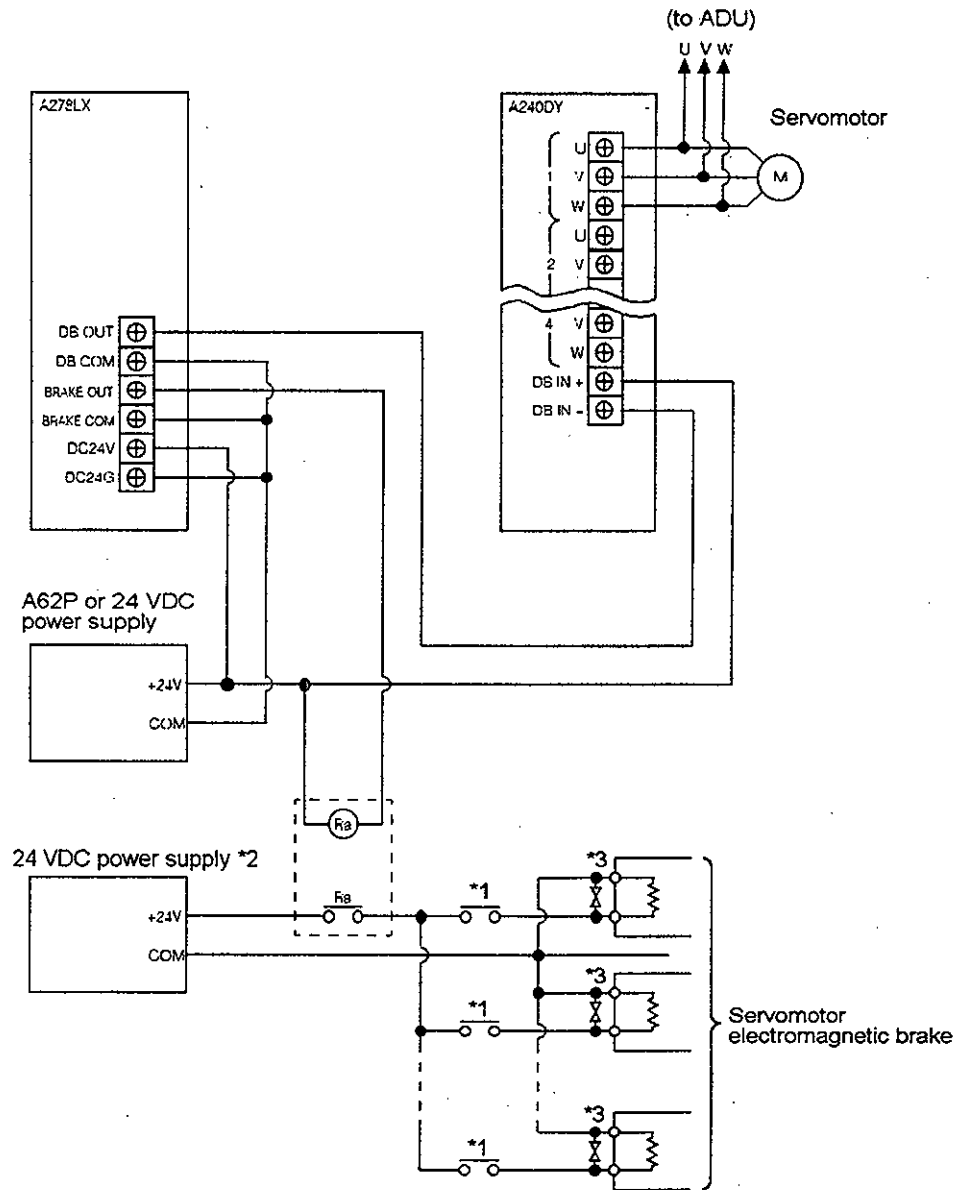 (to ADU)
U V W
A278LX
A240DY
Servomotor
U
1 V
W
M
U
2 V
4 V
W
DB IN +
DB IN -
DB OUT
DB COM
BRAKE OUT
BRAKE COM
DC24V
DC24G
A62P or 24 VDC
power supply
+24V
COM
Ra
24 VDC power supply *2
+24V
COM
Ra
*1
*3
*1
*3
*1
*3
Servomotor
electromagnetic brake